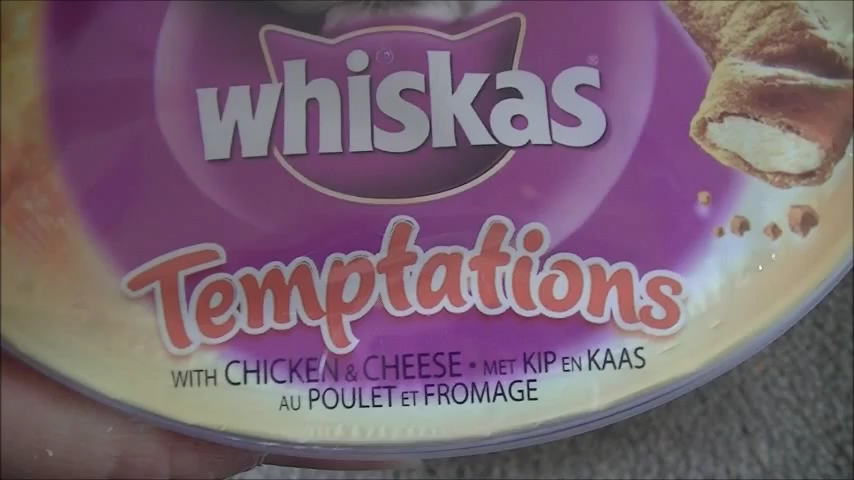 whiskas®
Temptations
WITH CHICKEN & CHEESE • MET KIP EN KAAS
AU POULET ET FROMAGE